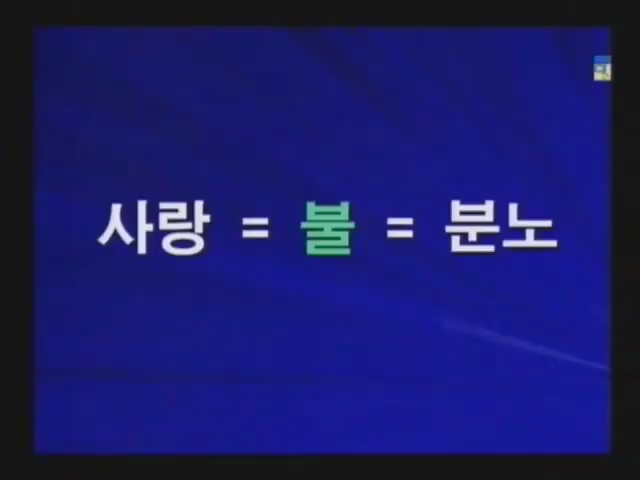 사랑 = 불 = 분노